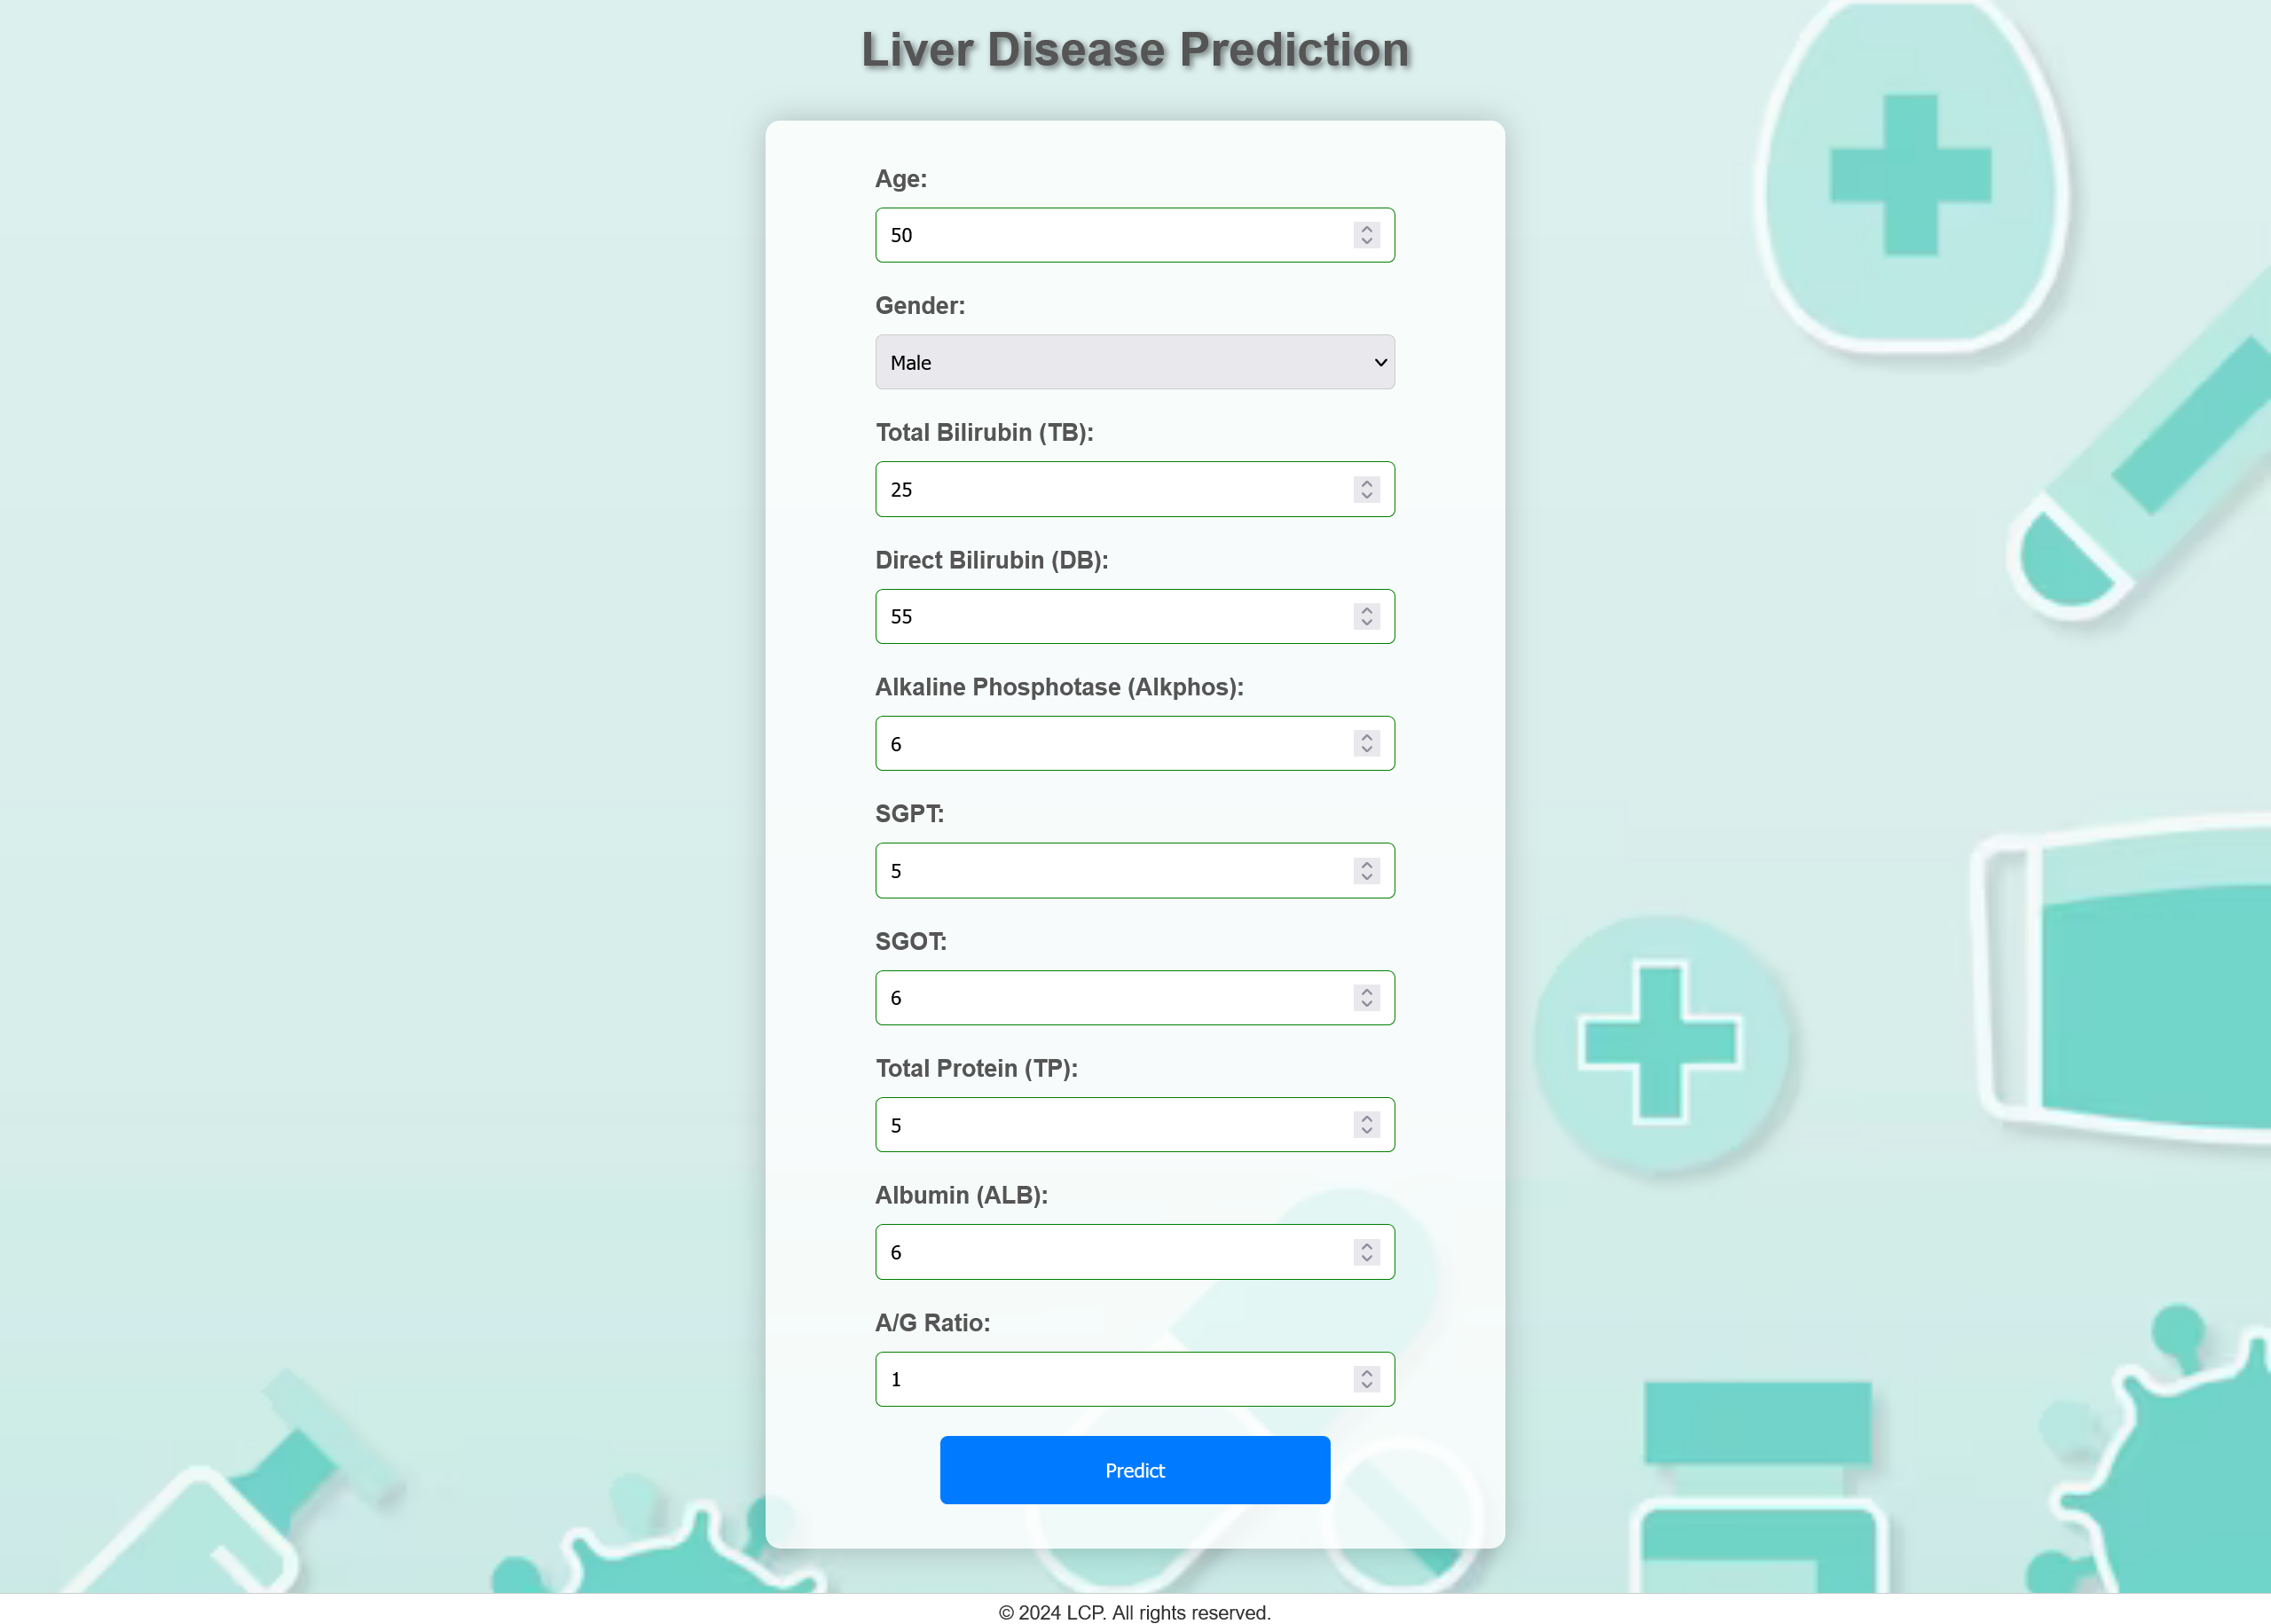 Liver Disease Prediction
Age:
50
Gender:
Male
Total Bilirubin (TB):
25
Direct Bilirubin (DB):
55
Alkaline Phosphotase (Alkphos):
6
SGPT:
5
SGOT:
6
Total Protein (TP):
5
Albumin (ALB):
6
A/G Ratio:
1
Predict
© 2024 LCP. All rights reserved.